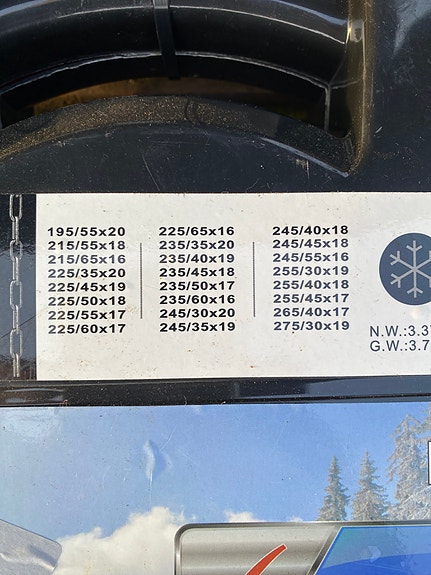 195/55x20
215/55x18
215/65x16
225/35x20
225/45x19
225/50x18
225/55x17
225/60x17
225/65x16
235/35x20
235/40x19
235/45x18
235/50x17
235/60x16
245/30x20
245/35x19
245/40x18
245/45x18
245/55x16
255/30x19
255/40x18
255/45x17
265/40x17
275/30x19
N.W.:3.3
G.W.:3.7